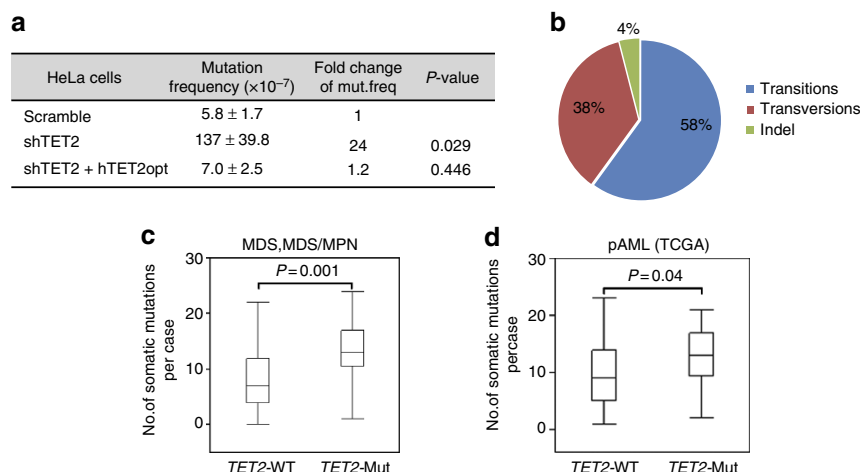 a
HeLa cells Mutation frequency (×10⁻⁷) Fold change of mut.freq P-value
Scramble 5.8 ± 1.7 1
shTET2 137 ± 39.8 24 0.029
shTET2 + hTET2opt 7.0 ± 2.5 1.2 0.446
b
4%
38%
58%
Transitions
Transversions
Indel
c
MDS,MDS/MPN
P = 0.001
No.of somatic mutations
per case
30
20
10
0
TET2-WT TET2-Mut
d
pAML (TCGA)
P = 0.04
No.of somatic mutations
percase
30
20
10
0
TET2-WT TET2-Mut